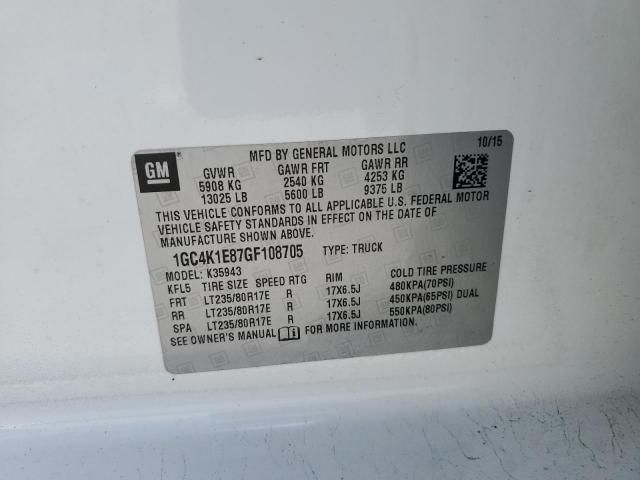 GM
MFD BY GENERAL MOTORS LLC 10/15
GVWR GAWR FRT GAWR RR
5908 KG 2540 KG 4253 KG
13025 LB 5600 LB 9375 LB
THIS VEHICLE CONFORMS TO ALL APPLICABLE U.S. FEDERAL MOTOR
VEHICLE SAFETY STANDARDS IN EFFECT ON THE DATE OF
MANUFACTURE SHOWN ABOVE.
1GC4K1E87GF108705 TYPE: TRUCK
MODEL: K35943
KFL5 TIRE SIZE SPEED RTG RIM COLD TIRE PRESSURE
FRT LT235/80R17E R 17X6.5J 480KPA(70PSI)
RR LT235/80R17E R 17X6.5J 450KPA(65PSI) DUAL
SPA LT235/80R17E R 17X6.5J 550KPA(80PSI)
SEE OWNER'S MANUAL FOR MORE INFORMATION.